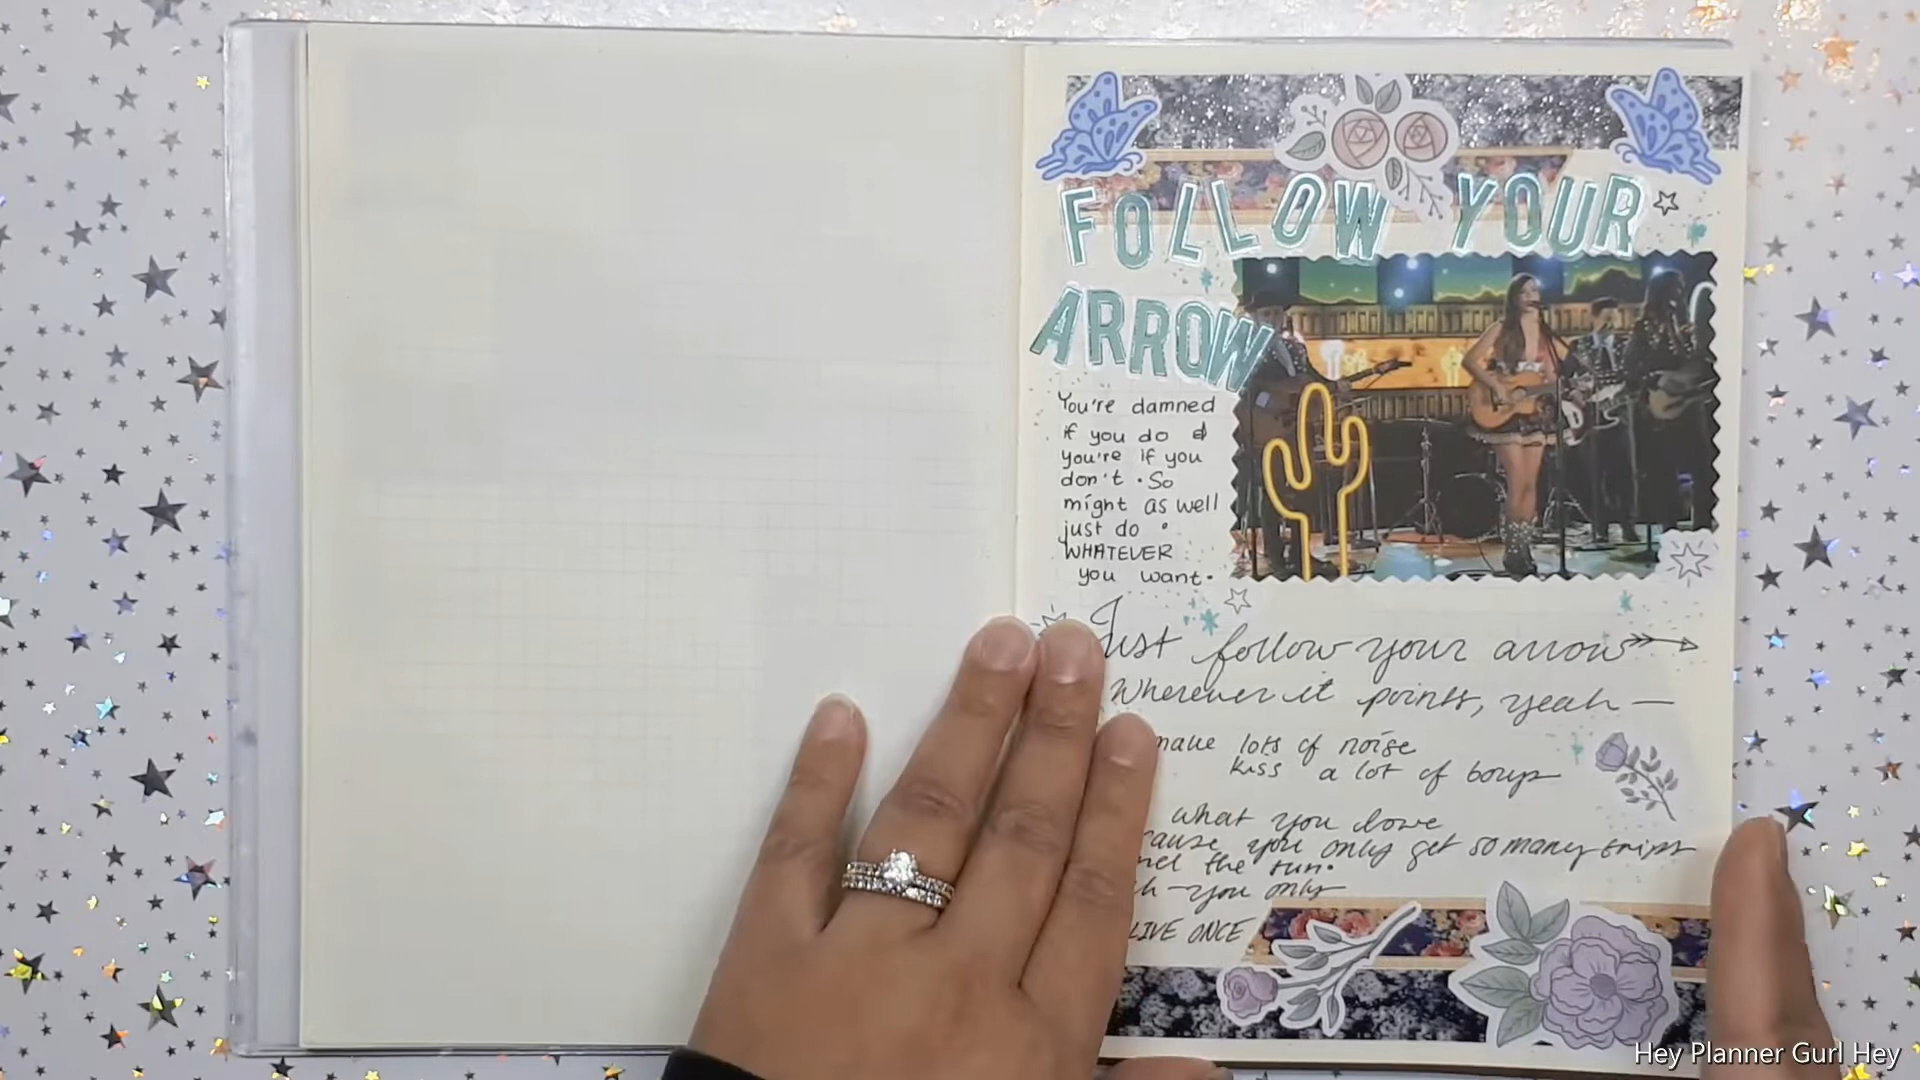 FOLLOW YOUR
ARROW
You're damned
if you do &
you're if you
don't. So
might as well
just do
WHATEVER
you want.
Just follow your arrow
Wherever it points, yeah —
make lots of noise
kiss a lot of boys
what you love
cause you only get so many trips
the sun.
you only
LIVE ONCE
Hey Planner Gurl Hey